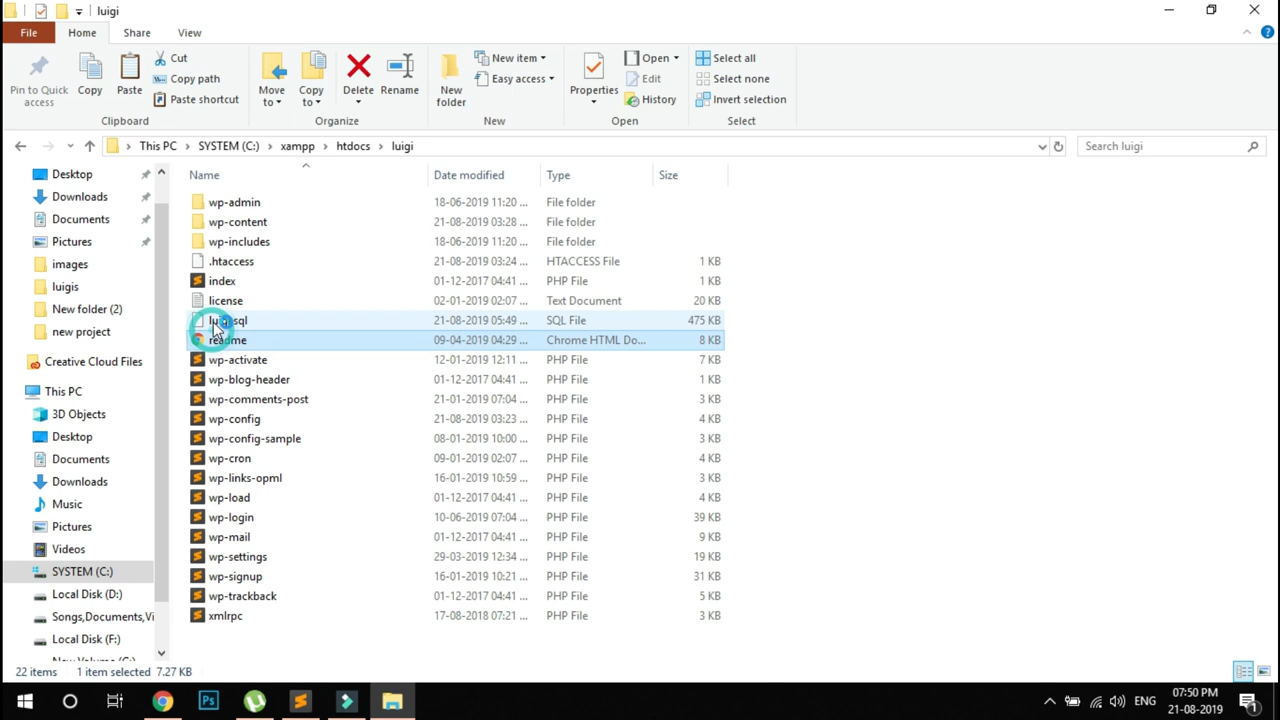 luigi
File Home Share View
Pin to Quick access
Copy
Paste
Cut
Copy path
Paste shortcut
Clipboard
Move to
Copy to
Delete
Rename
Organize
New folder
New item
Easy access
New
Properties
Open
Edit
History
Open
Select all
Select none
Invert selection
Select
This PC > SYSTEM (C:) > xampp > htdocs > luigi
Search luigi
Desktop
Downloads
Documents
Pictures
images
luigis
New folder (2)
new project
Creative Cloud Files
This PC
3D Objects
Desktop
Documents
Downloads
Music
Pictures
Videos
SYSTEM (C:)
Local Disk (D:)
Songs,Documents,Vi
Local Disk (F:)
Name Date modified Type Size
wp-admin 18-06-2019 11:20 ... File folder
wp-content 21-08-2019 03:28 ... File folder
wp-includes 18-06-2019 11:20 ... File folder
.htaccess 21-08-2019 03:24 ... HTACCESS File 1 KB
index 01-12-2017 04:41 ... PHP File 1 KB
license 02-01-2019 02:07 ... Text Document 20 KB
21-08-2019 05:49 ... SQL File 475 KB
readme 09-04-2019 04:29 ... Chrome HTML Do... 8 KB
wp-activate 12-01-2019 12:11 ... PHP File 7 KB
wp-blog-header 01-12-2017 04:41 ... PHP File 1 KB
wp-comments-post 21-01-2019 07:04 ... PHP File 3 KB
wp-config 21-08-2019 03:23 ... PHP File 4 KB
wp-config-sample 08-01-2019 10:00 ... PHP File 3 KB
wp-cron 09-01-2019 02:07 ... PHP File 4 KB
wp-links-opml 16-01-2019 10:59 ... PHP File 3 KB
wp-load 01-12-2017 04:41 ... PHP File 4 KB
wp-login 10-06-2019 07:04 ... PHP File 39 KB
wp-mail 01-12-2017 04:41 ... PHP File 9 KB
wp-settings 29-03-2019 12:34 ... PHP File 19 KB
wp-signup 16-01-2019 10:21 ... PHP File 31 KB
wp-trackback 01-12-2017 04:41 ... PHP File 5 KB
xmlrpc 17-08-2018 07:21 ... PHP File 3 KB
22 items 1 item selected 7.27 KB
Ps
ENG
07:50 PM
21-08-2019
1